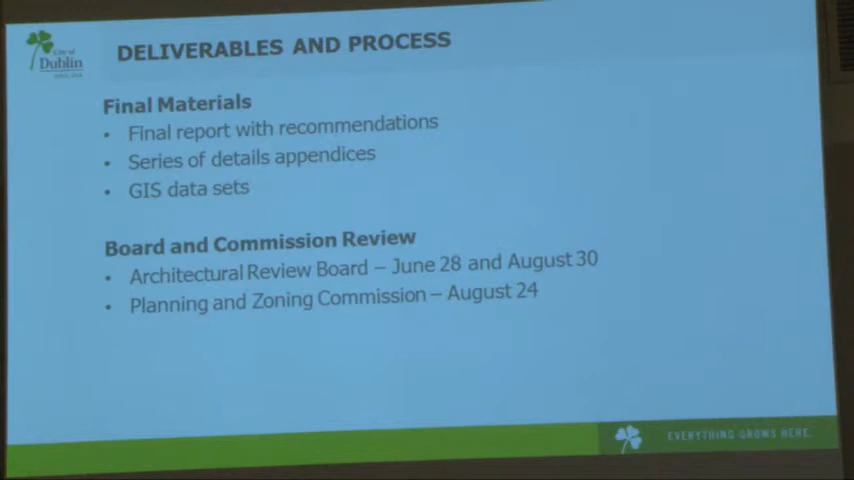 City of
Dublin
DELIVERABLES AND PROCESS
Final Materials
• Final report with recommendations
• Series of details appendices
• GIS data sets
Board and Commission Review
• Architectural Review Board – June 28 and August 30
• Planning and Zoning Commission – August 24
EVERYTHING GROWS HERE.